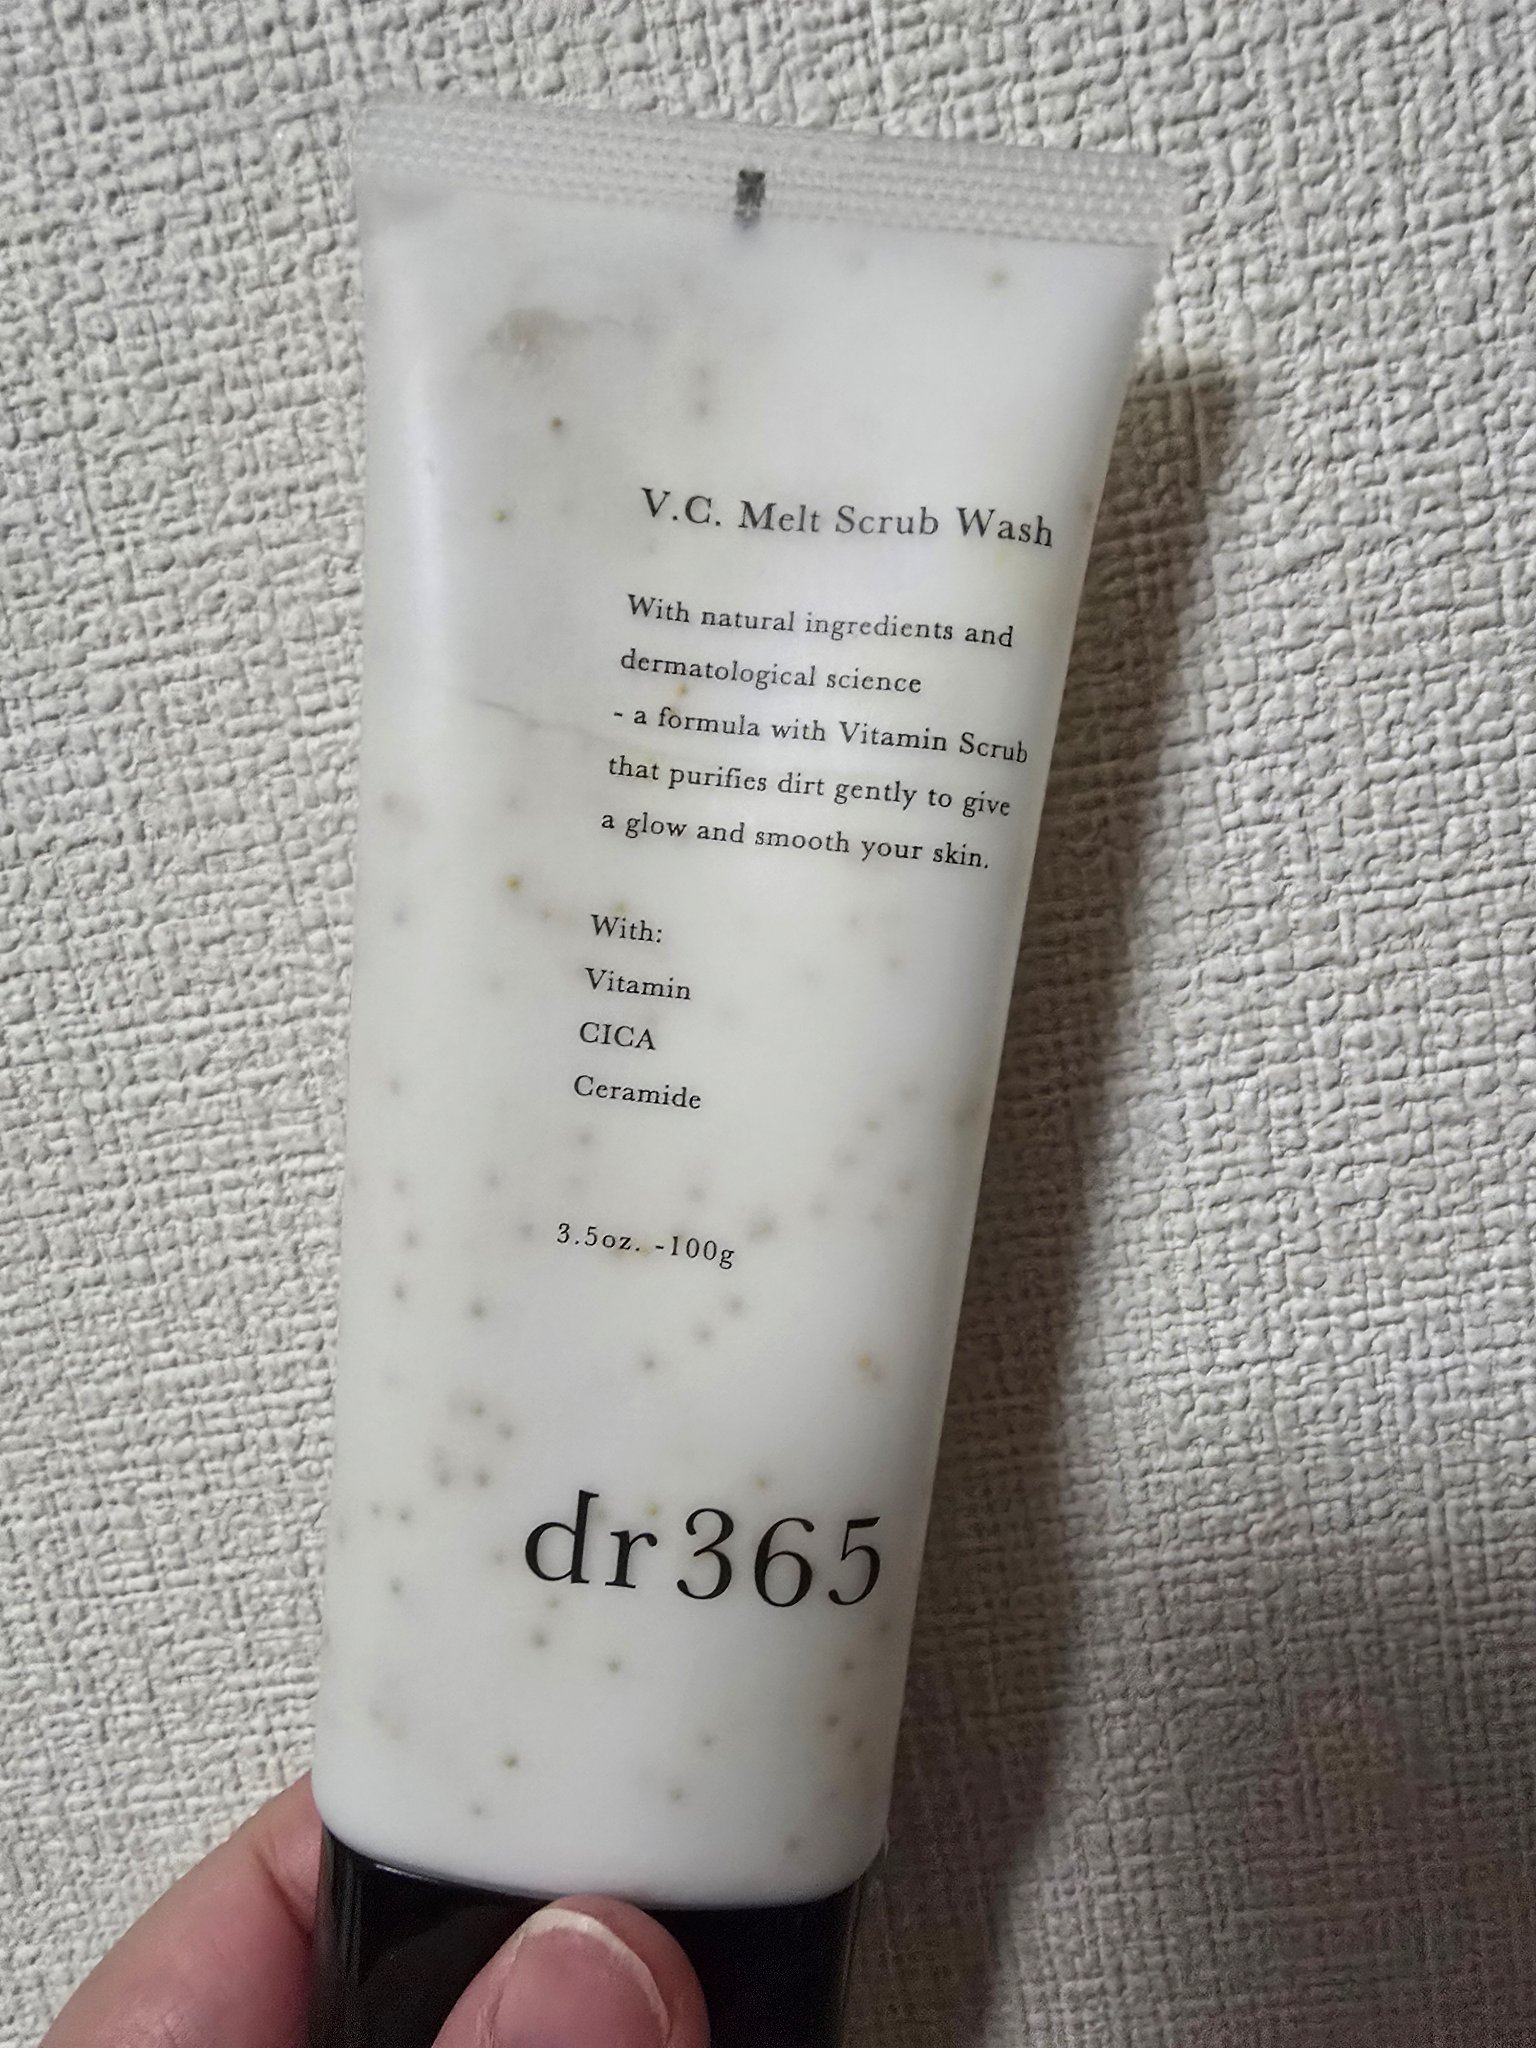 V.C. Melt Scrub Wash
With natural ingredients and
dermatological science
- a formula with Vitamin Scrub
that purifies dirt gently to give
a glow and smooth your skin.
With:
Vitamin
CICA
Ceramide
3.5oz. -100g
dr365